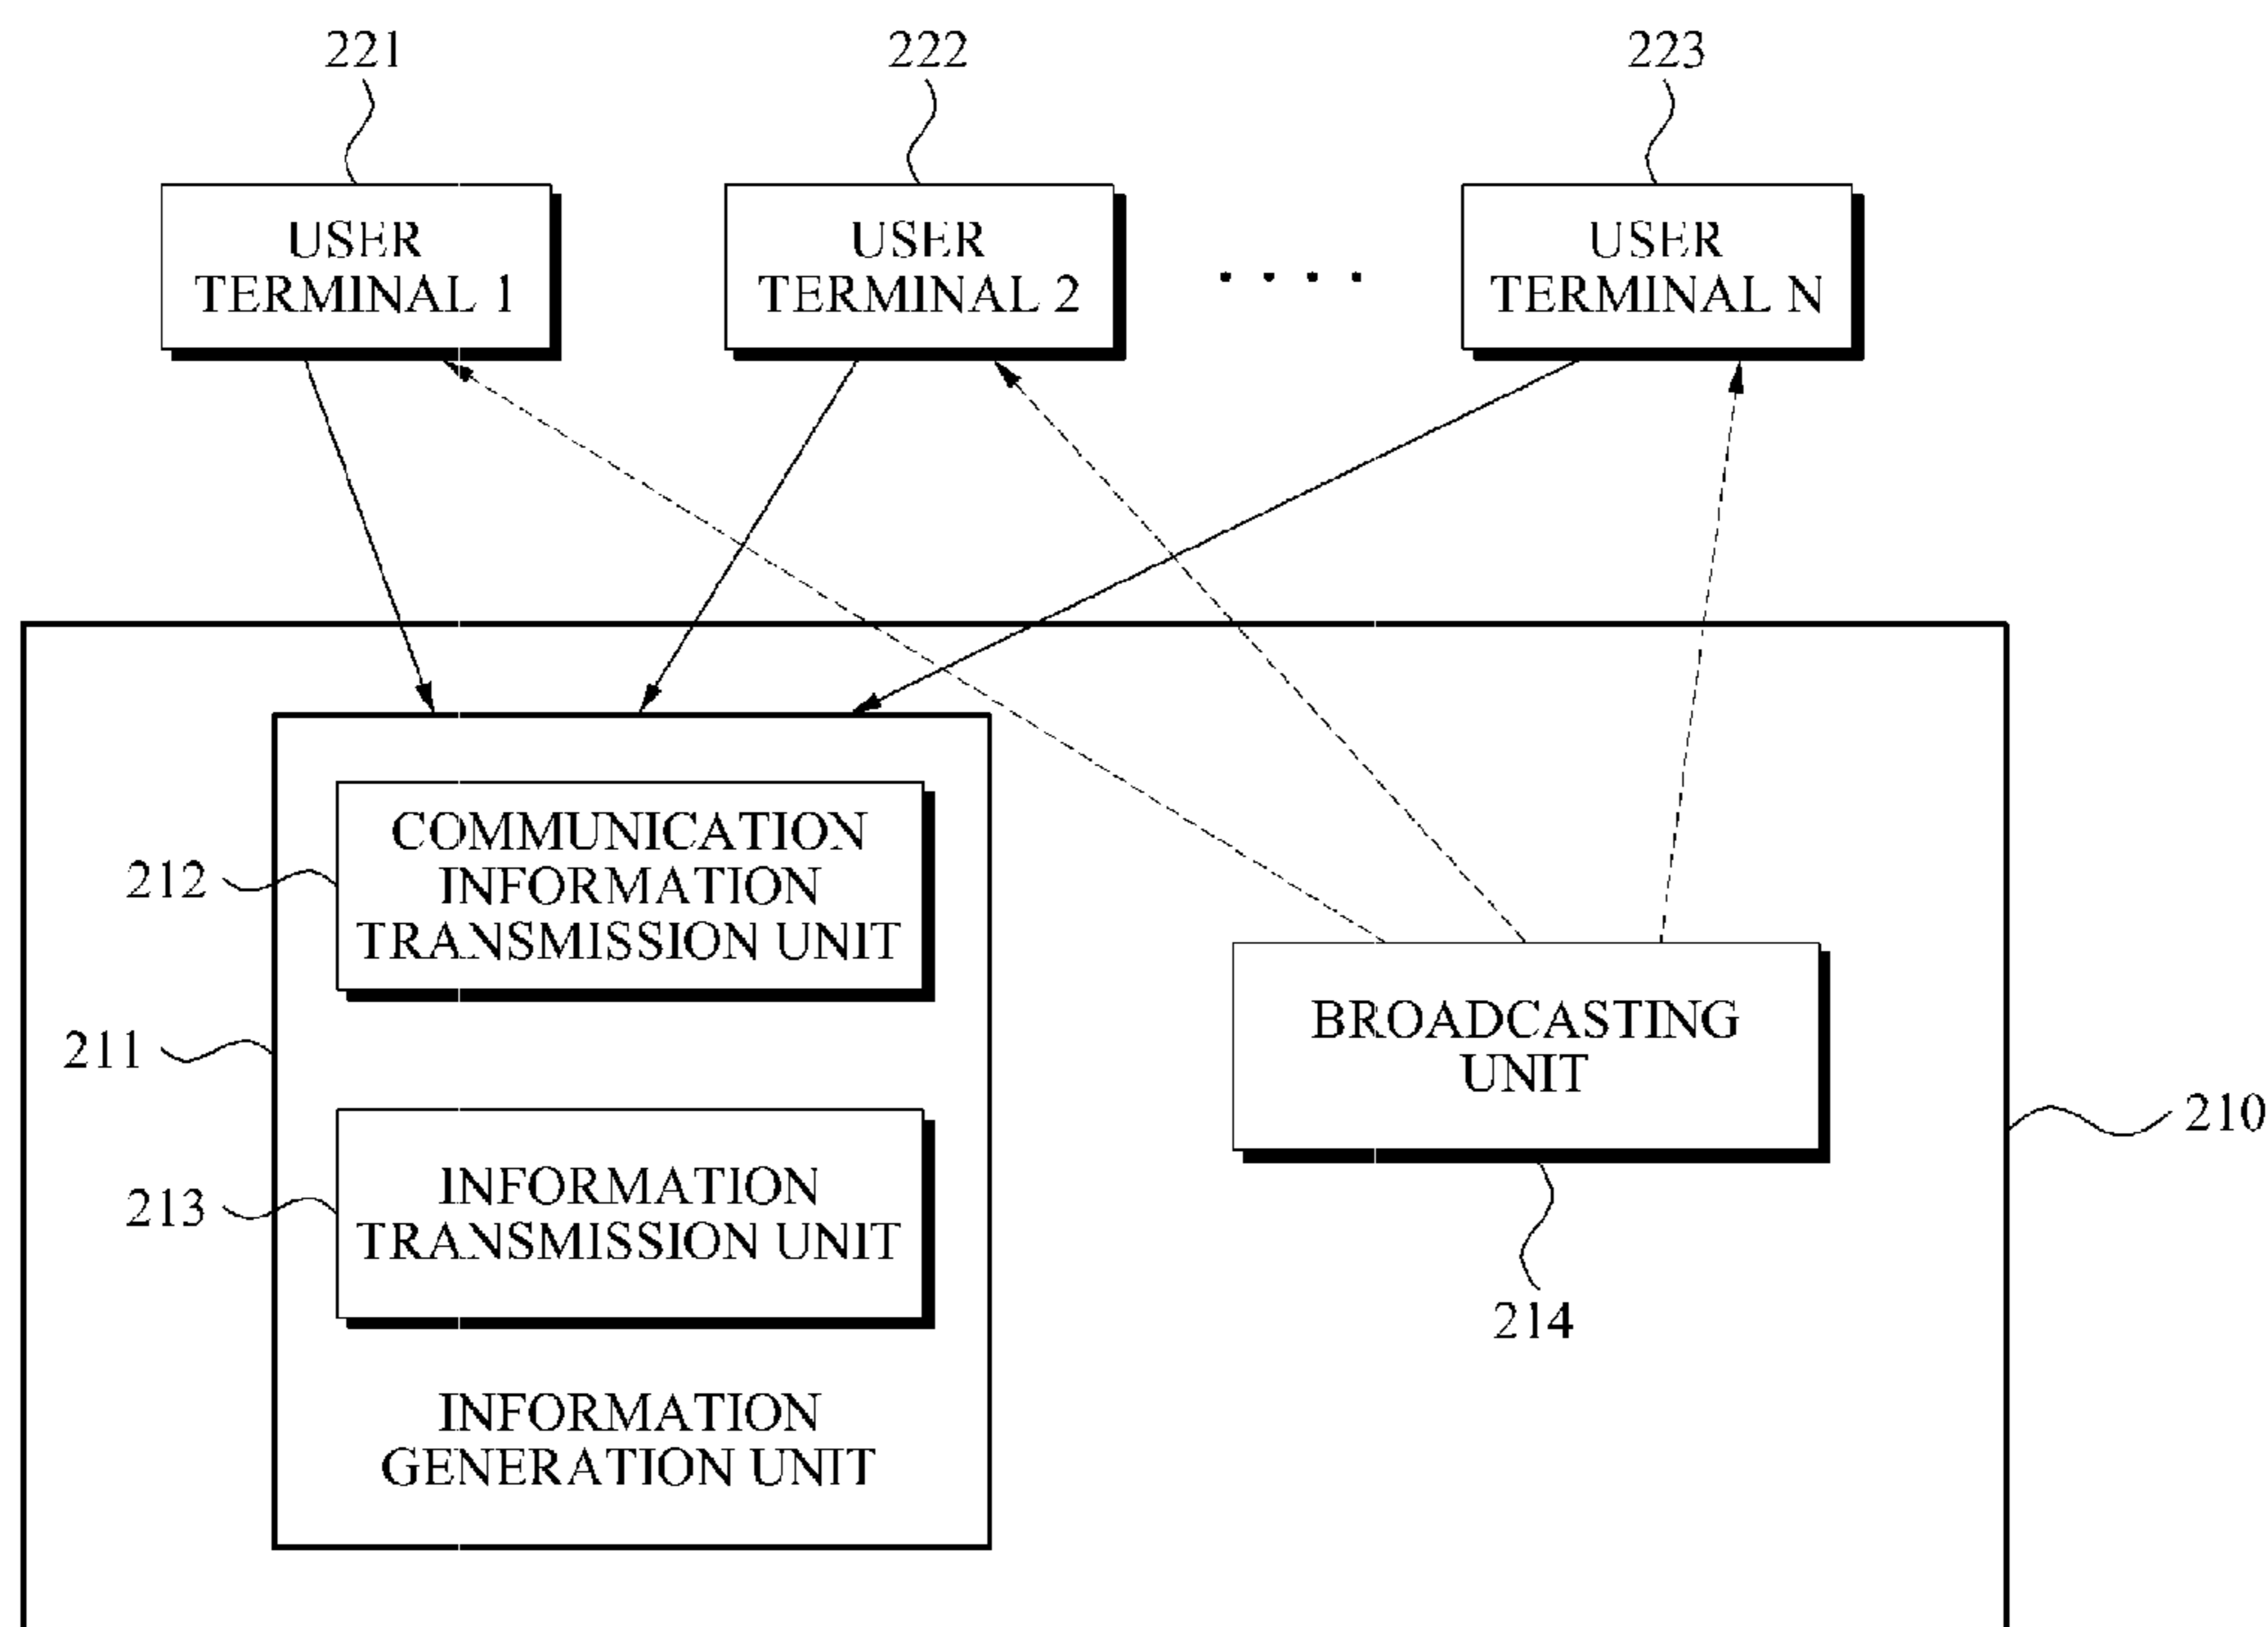 221
222
223
USER
TERMINAL 1
USER
TERMINAL 2
USER
TERMINAL N
COMMUNICATION
INFORMATION
TRANSMISSION UNIT
212
BROADCASTING
UNIT
211
210
INFORMATION
TRANSMISSION UNIT
213
214
INFORMATION
GENERATION UNIT